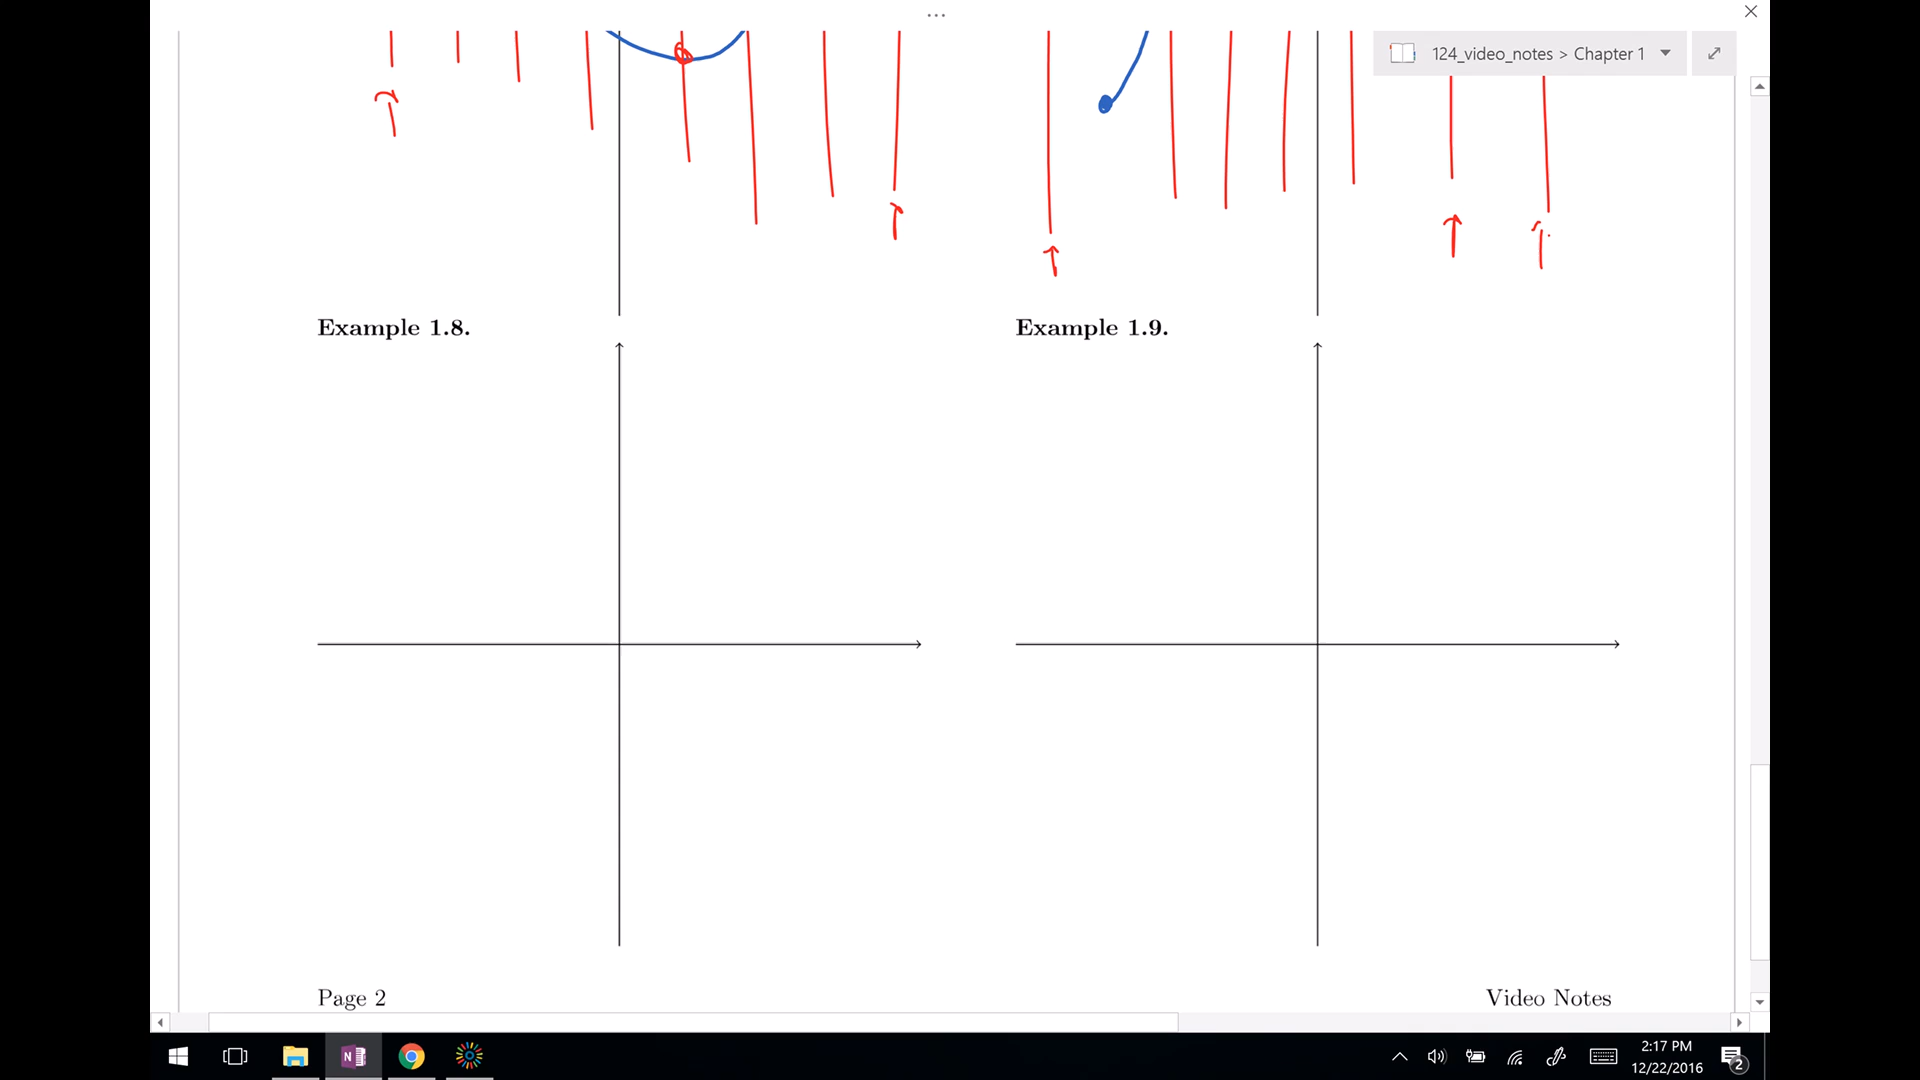 ...
124_video_notes > Chapter 1
Example 1.8.
Example 1.9.
Page 2
Video Notes
N
2:17 PM
12/22/2016
2